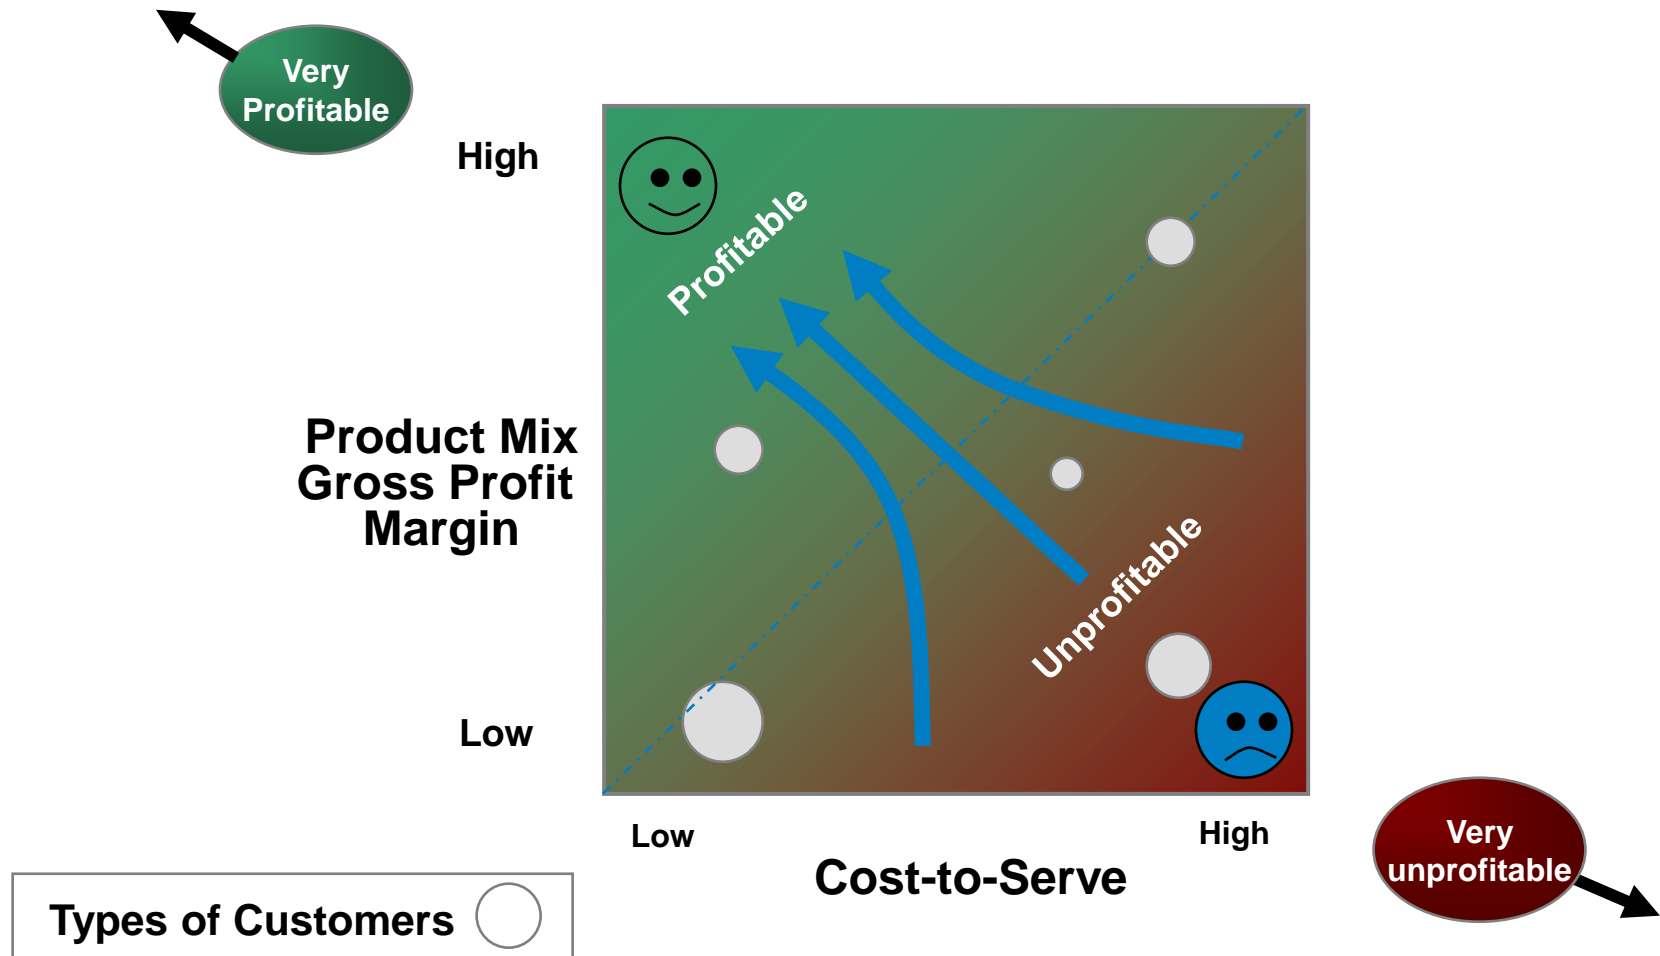 Very
Profitable
High
Profitable
Product Mix
Gross Profit
Margin
Unprofitable
Low
Low
High
Cost-to-Serve
Very
unprofitable
Types of Customers